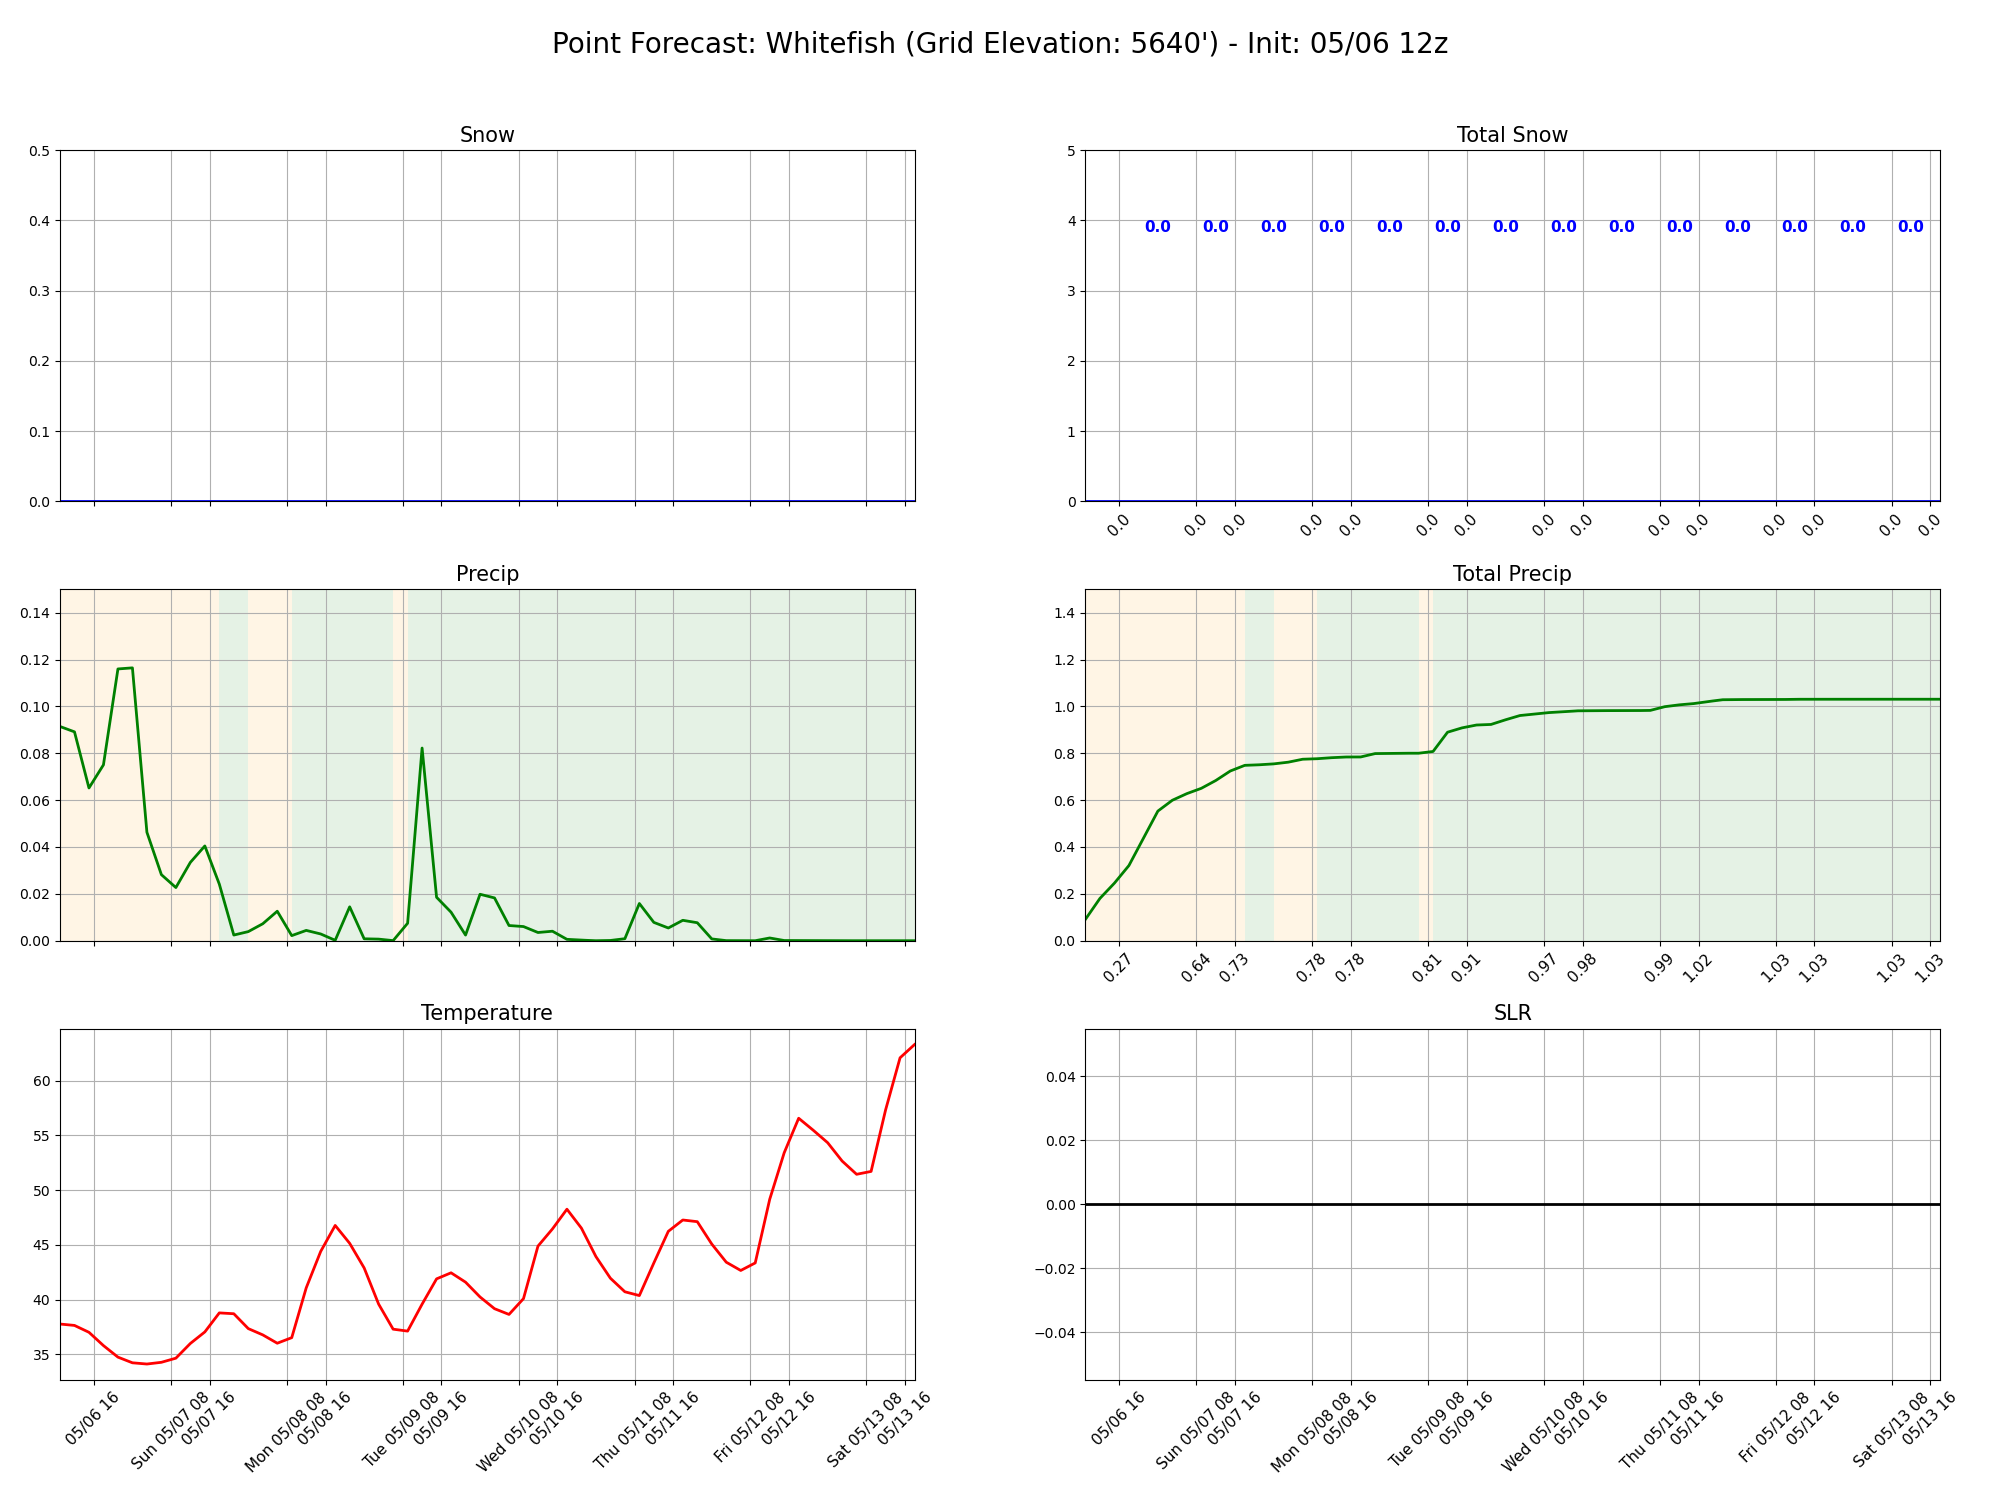 Point Forecast: Whitefish (Grid Elevation: 5640') - Init: 05/06 12z
Snow
0.5
0.4
0.3
0.2
0.1
0.0
Total Snow
5
4
3
2
1
0
0.0 0.0 0.0 0.0 0.0 0.0 0.0 0.0 0.0 0.0 0.0 0.0 0.0 0.0
0.0 0.0 0.0 0.0 0.0 0.0 0.0 0.0 0.0 0.0 0.0 0.0 0.0 0.0 0.0
Precip
0.14
0.12
0.10
0.08
0.06
0.04
0.02
0.00
Total Precip
1.4
1.2
1.0
0.8
0.6
0.4
0.2
0.0
0.27 0.64 0.73 0.78 0.78 0.81 0.91 0.97 0.98 0.99 1.02 1.03 1.03 1.03 1.03
Temperature
60
55
50
45
40
35
05/06 16
Sun 05/07 08
05/07 16
Mon 05/08 08
05/08 16
Tue 05/09 08
05/09 16
Wed 05/10 08
05/10 16
Thu 05/11 08
05/11 16
Fri 05/12 08
05/12 16
Sat 05/13 08
05/13 16
SLR
0.04
0.02
0.00
−0.02
−0.04
05/06 16
Sun 05/07 08
05/07 16
Mon 05/08 08
05/08 16
Tue 05/09 08
05/09 16
Wed 05/10 08
05/10 16
Thu 05/11 08
05/11 16
Fri 05/12 08
05/12 16
Sat 05/13 08
05/13 16